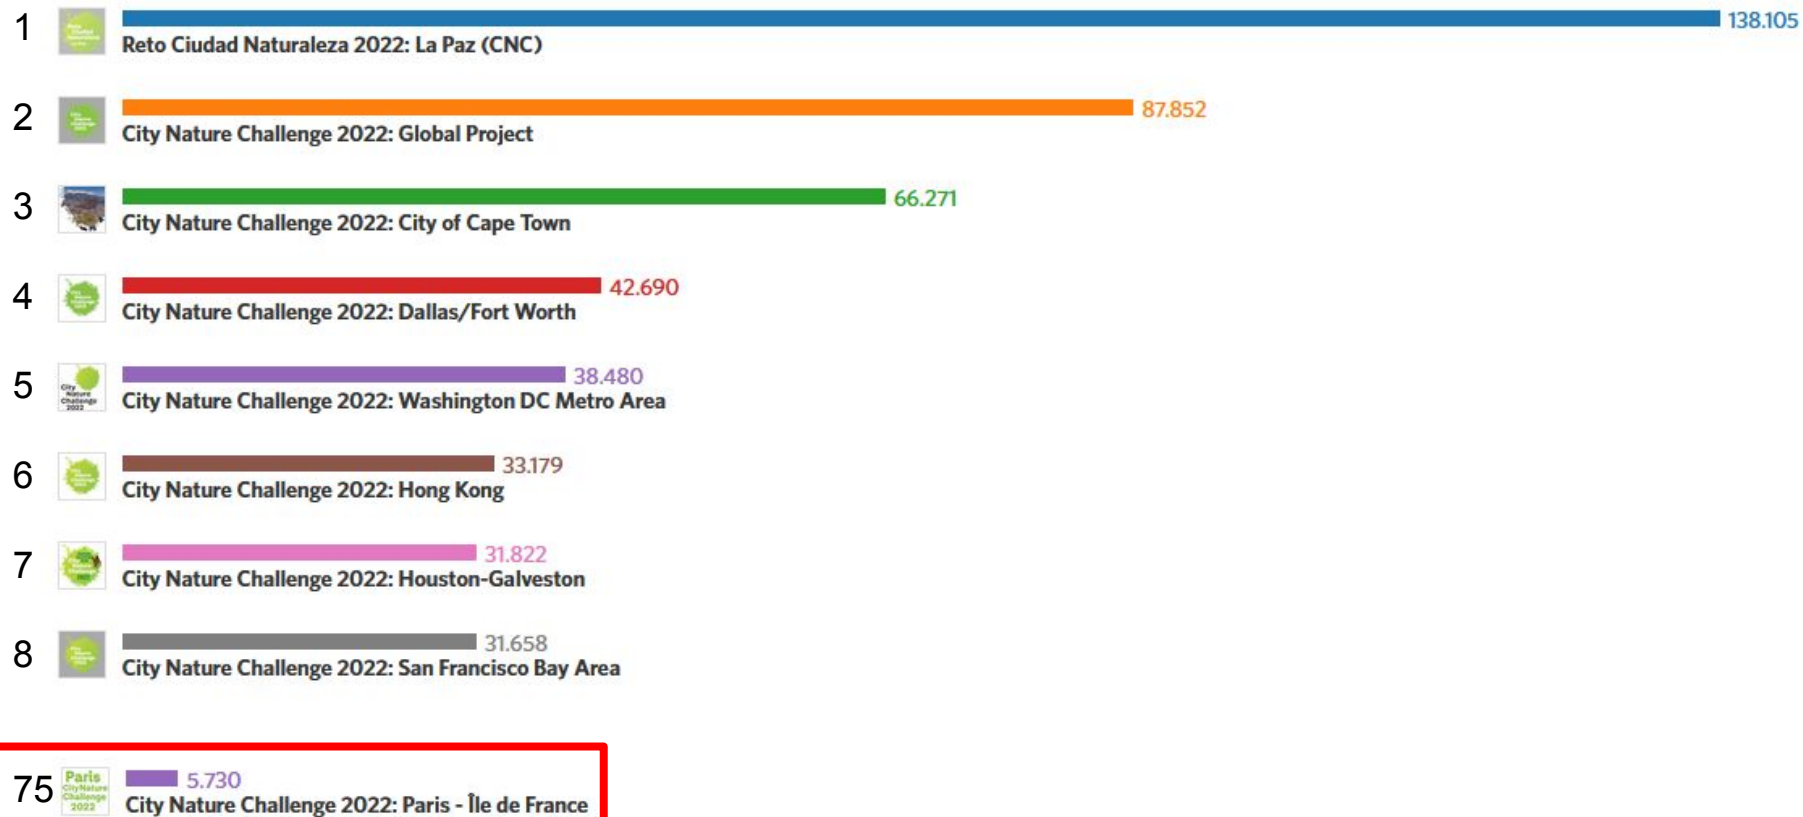 1
138.105
Reto Ciudad Naturaleza 2022: La Paz (CNC)
2
87.852
City Nature Challenge 2022: Global Project
3
66.271
City Nature Challenge 2022: City of Cape Town
4
42.690
City Nature Challenge 2022: Dallas/Fort Worth
5
City
Nature
Challenge
2022
38.480
City Nature Challenge 2022: Washington DC Metro Area
6
33.179
City Nature Challenge 2022: Hong Kong
7
31.822
City Nature Challenge 2022: Houston-Galveston
8
31.658
City Nature Challenge 2022: San Francisco Bay Area
75
Paris
CityNature
Challenge
2022
5.730
City Nature Challenge 2022: Paris - Île de France